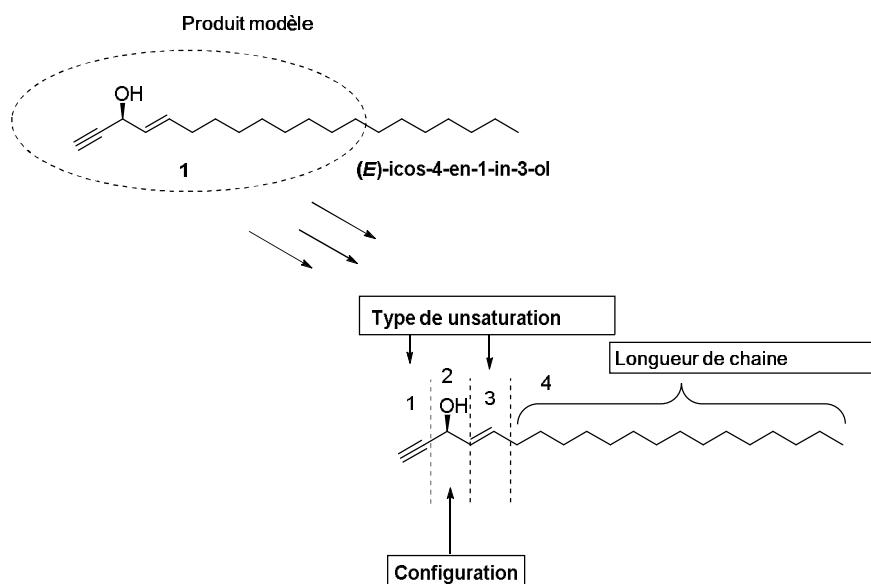 Produit modèle
OH
1
(E)-icos-4-en-1-in-3-ol
Type de unsaturation
Longueur de chaine
1
2
3
4
OH
Configuration